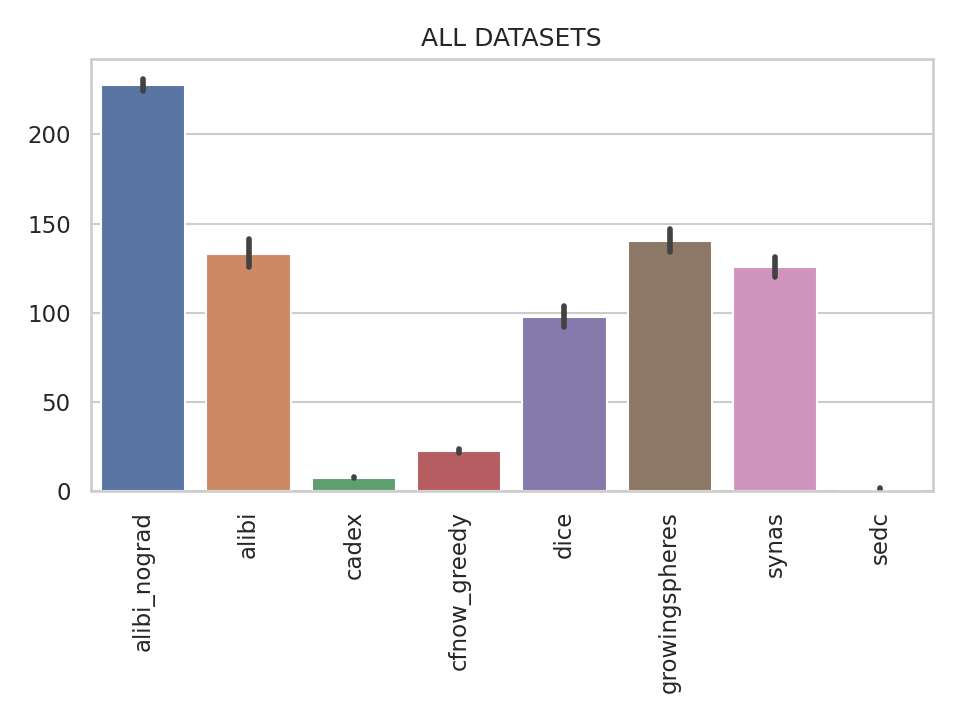 ALL DATASETS
200
150
100
50
0
alibi_nograd
alibi
cadex
cfnow_greedy
dice
growingspheres
synas
sedc